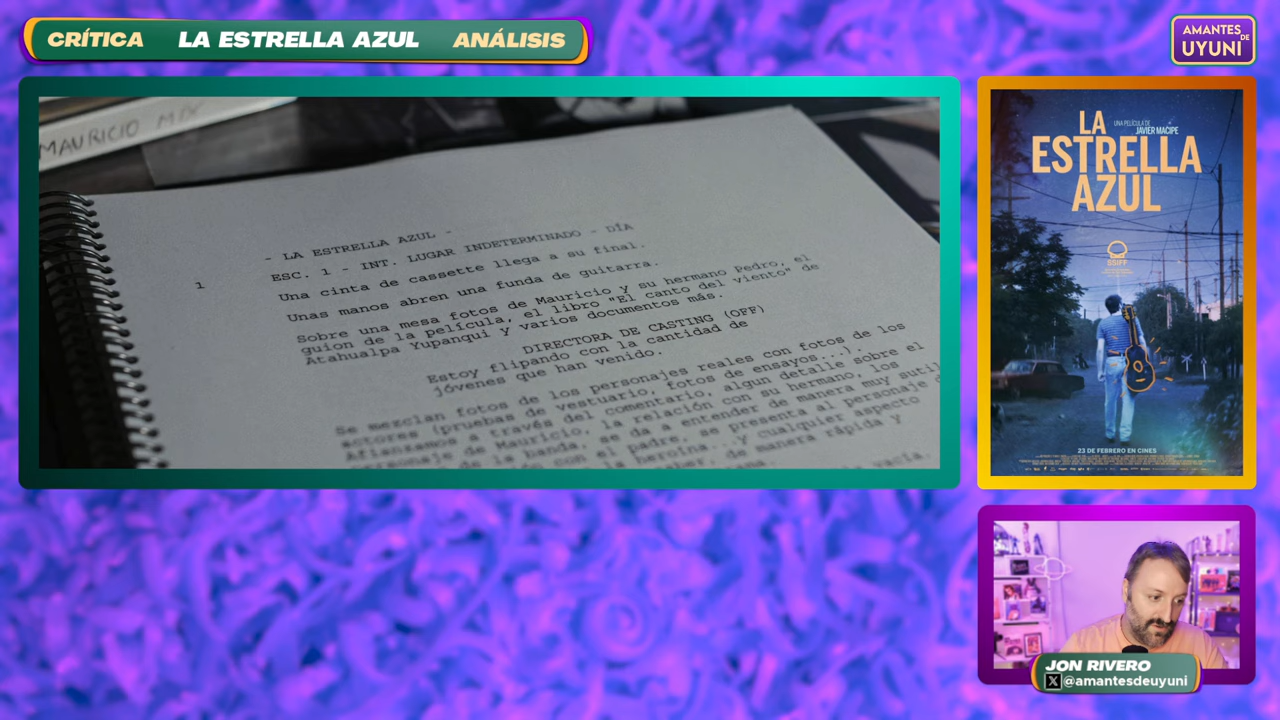 CRÍTICA LA ESTRELLA AZUL ANÁLISIS
AMANTES DE
UYUNI
MAURICIO MIX
- LA ESTRELLA AZUL -
1 ESC. 1 - INT. LUGAR INDETERMINADO - DÍA
Una cinta de cassette llega a su final.
Unas manos abren una funda de guitarra.
Sobre una mesa fotos de Mauricio y su hermano Pedro, el
guion de la película, el libro "El canto del viento" de
Atahualpa Yupanqui y varios documentos más.
DIRECTORA DE CASTING (OFF)
Estoy flipando con la cantidad de
jóvenes que han venido.
Se mezclan fotos de los personajes reales con fotos de los
actores (pruebas de vestuario, fotos de ensayos...).
Afianzamos a través del comentario, algun detalle sobre el
personaje de Mauricio, la relación con su hermano, los
de la banda, se da a entender de manera muy sutil
con el padre, se presenta al personaje
a heroína...y cualquier aspecto
de manera rápida y
vacía.
LA
ESTRELLA
AZUL
UNA PELÍCULA DE
JAVIER MACIPE
SSIFF
23 DE FEBRERO EN CINES
JON RIVERO
X @amantesdeuyuni